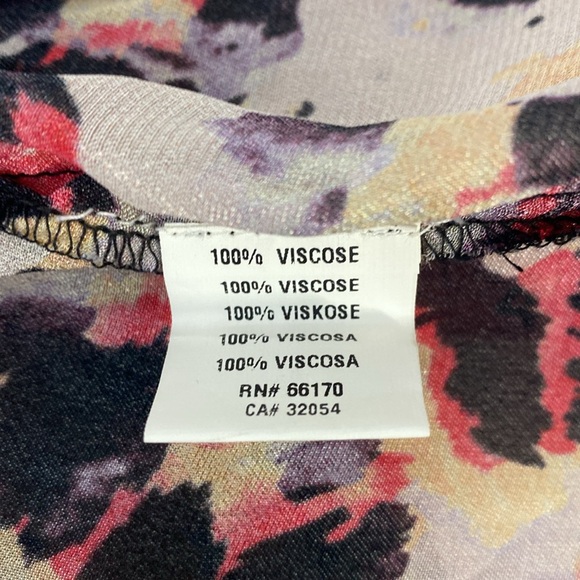 100% VISCOSE
100% VISCOSE
100% VISKOSE
100% VISCOSA
100% VISCOSA
RN# 66170
CA# 32054